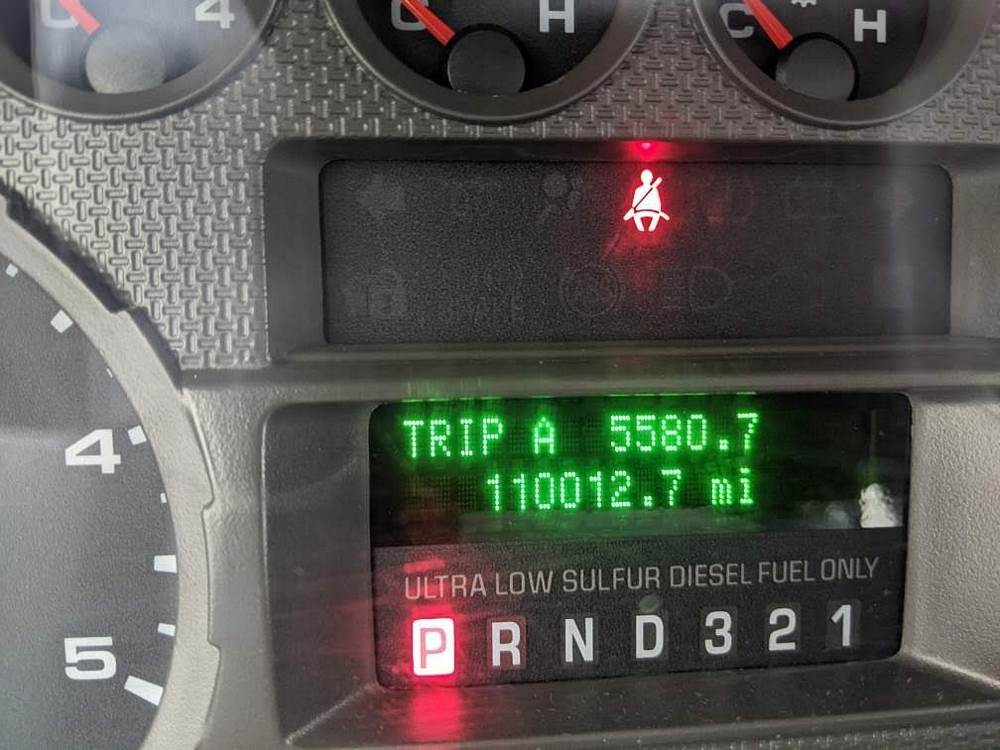 C 4
C H
C H
TRIP A 5580.7
110012.7 mi
ULTRA LOW SULFUR DIESEL FUEL ONLY
P R N D 3 2 1
4
5